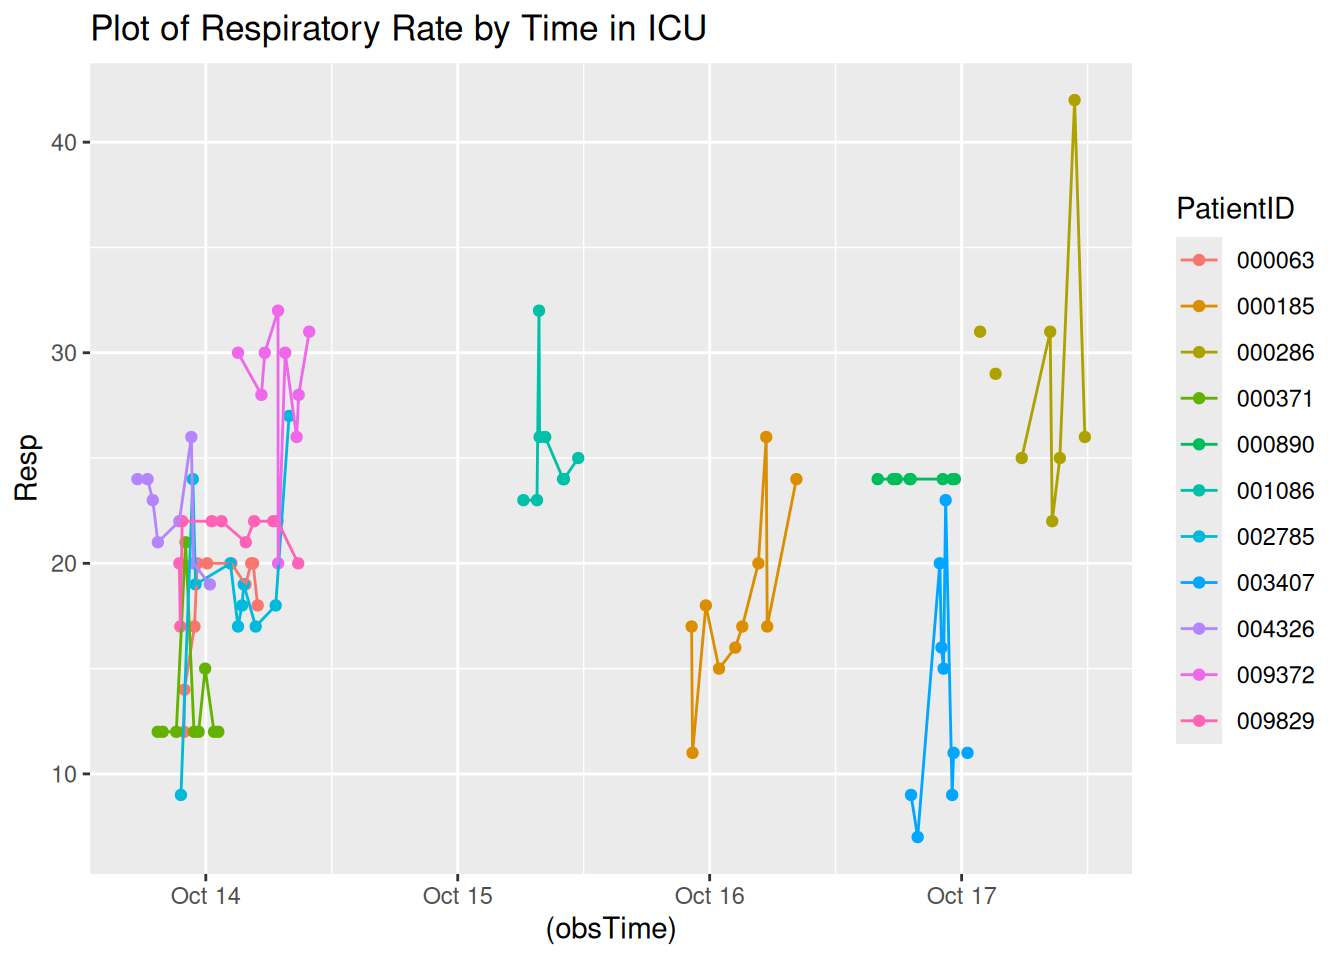 Plot of Respiratory Rate by Time in ICU
Resp
40
30
20
10
Oct 14
Oct 15
Oct 16
Oct 17
(obsTime)
PatientID
000063
000185
000286
000371
000890
001086
002785
003407
004326
009372
009829